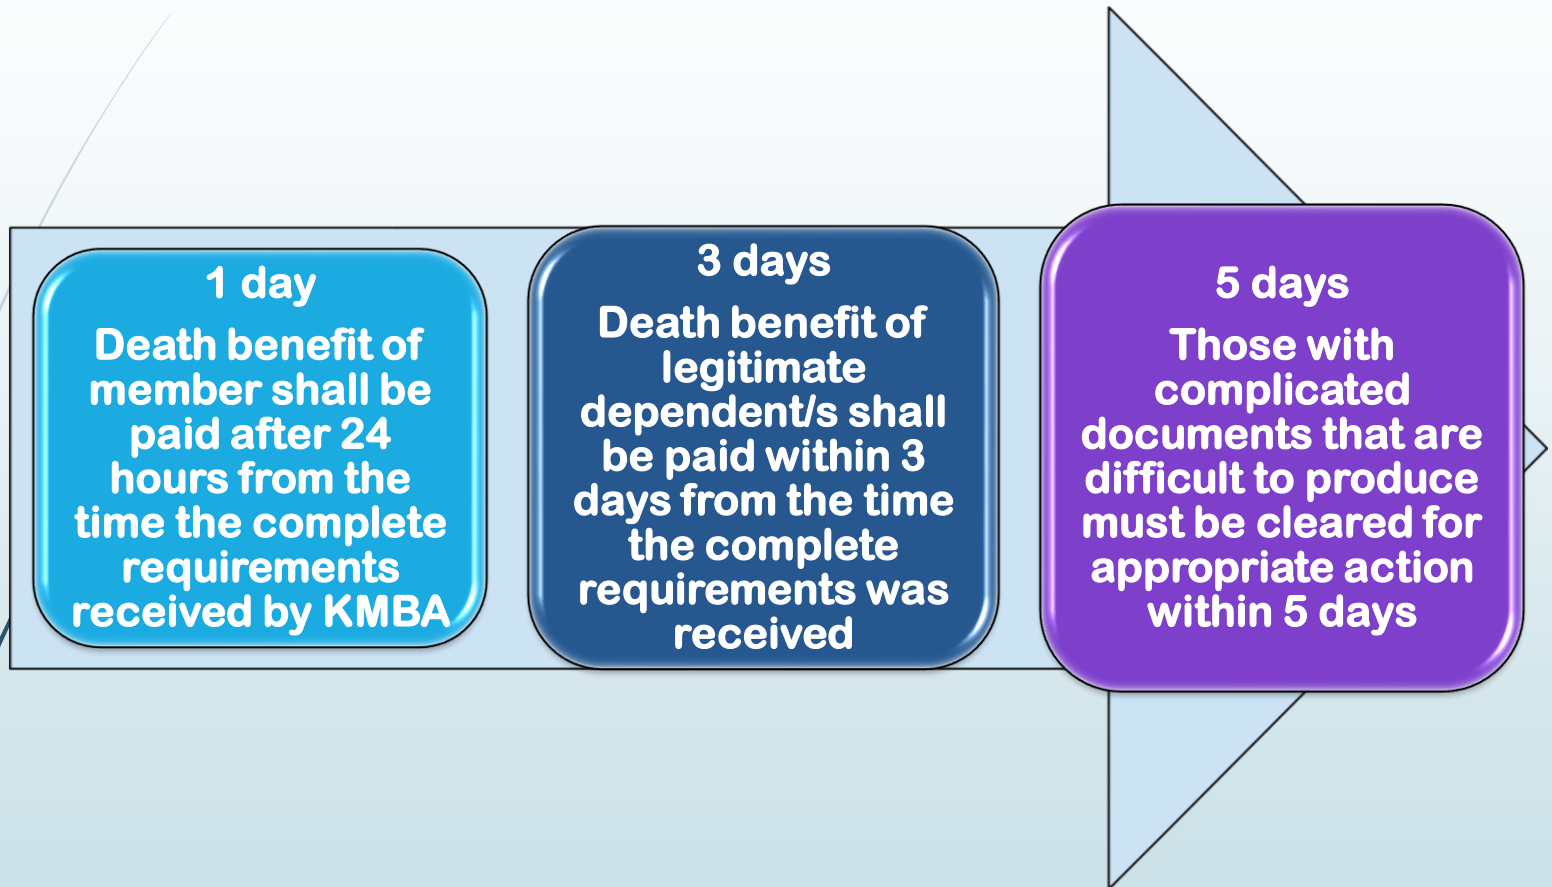 1 day
Death benefit of
member shall be
paid after 24
hours from the
time the complete
requirements
received by KMBA
3 days
Death benefit of
legitimate
dependent/s shall
be paid within 3
days from the time
the complete
requirements was
received
5 days
Those with
complicated
documents that are
difficult to produce
must be cleared for
appropriate action
within 5 days